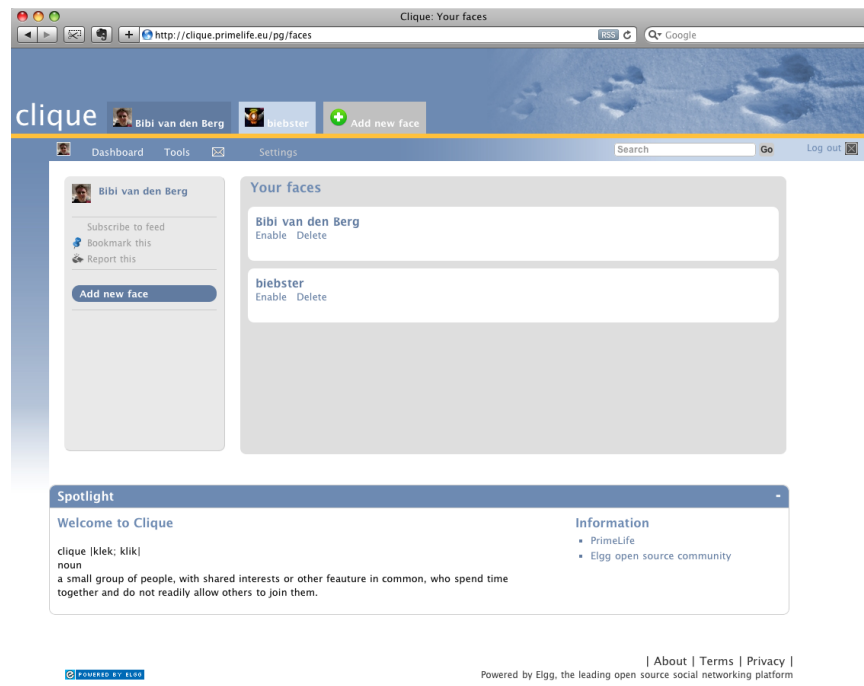 Clique: Your faces
http://clique.primelife.eu/pg/faces
RSS
Google
clique
Bibi van den Berg
biebster
Add new face
Dashboard
Tools
Settings
Search
Go
Log out
Bibi van den Berg
Subscribe to feed
Bookmark this
Report this
Add new face
Your faces
Bibi van den Berg
Enable Delete
biebster
Enable Delete
Spotlight
-
Welcome to Clique
clique |klek; klik|
noun
a small group of people, with shared interests or other feauture in common, who spend time
together and do not readily allow others to join them.
Information
PrimeLife
Elgg open source community
POWERED BY ELGG
| About | Terms | Privacy |
Powered by Elgg, the leading open source social networking platform